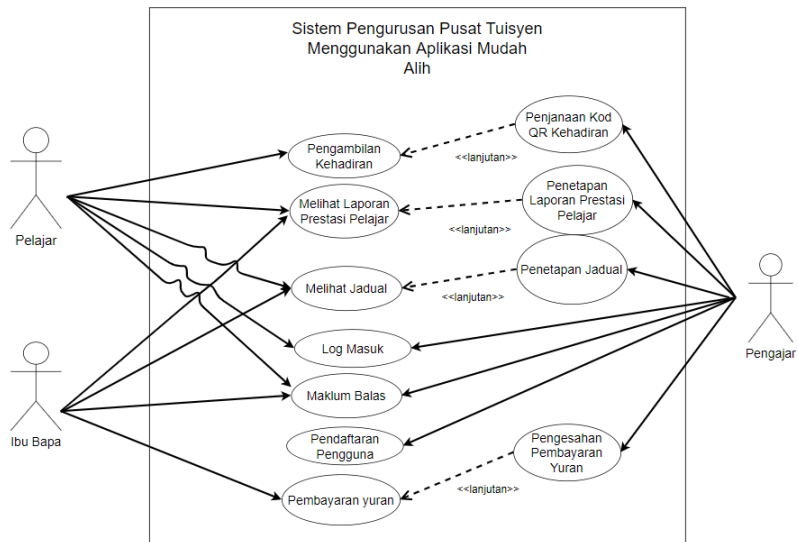 Sistem Pengurusan Pusat Tuisyen
Menggunakan Aplikasi Mudah
Alih
Penjanaan Kod
QR Kehadiran
Pengambilan
Kehadiran
<<lanjutan>>
Melihat Laporan
Prestasi Pelajar
Penetapan
Laporan Prestasi
Pelajar
<<lanjutan>>
Pelajar
Melihat Jadual
Penetapan Jadual
<<lanjutan>>
Log Masuk
Pengajar
Maklum Balas
Ibu Bapa
Pendaftaran
Pengguna
Pengesahan
Pembayaran
Yuran
<<lanjutan>>
Pembayaran yuran